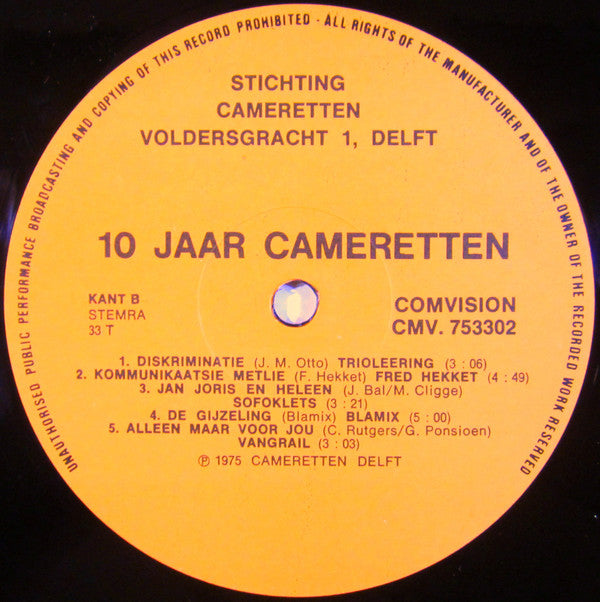 UNAUTHORISED PUBLIC PERFORMANCE BROADCASTING AND COPYING OF THIS RECORD PROHIBITED - ALL RIGHTS OF THE MANUFACTURER AND OF THE OWNER OF THE RECORDED WORK RESERVED
STICHTING
CAMERETTEN
VOLDERSGRACHT 1, DELFT
10 JAAR CAMERETTEN
KANT B
STEMRA
33 T
COMVISION
CMV. 753302
1. DISKRIMINATIE (J. M. Otto) TRIOLEERING (3 : 06)
2. KOMMUNIKAATSIE METLIE (F. Hekket) FRED HEKKET (4 : 49)
3. JAN JORIS EN HELEEN (J. Bal/M. Cligge)
SOFOKLETS (3 : 21)
4. DE GIJZELING (Blamix) BLAMIX (5 : 00)
5. ALLEEN MAAR VOOR JOU (C. Rutgers/G. Ponsioen)
VANGRAIL (3 : 03)
℗ 1975 CAMERETTEN DELFT